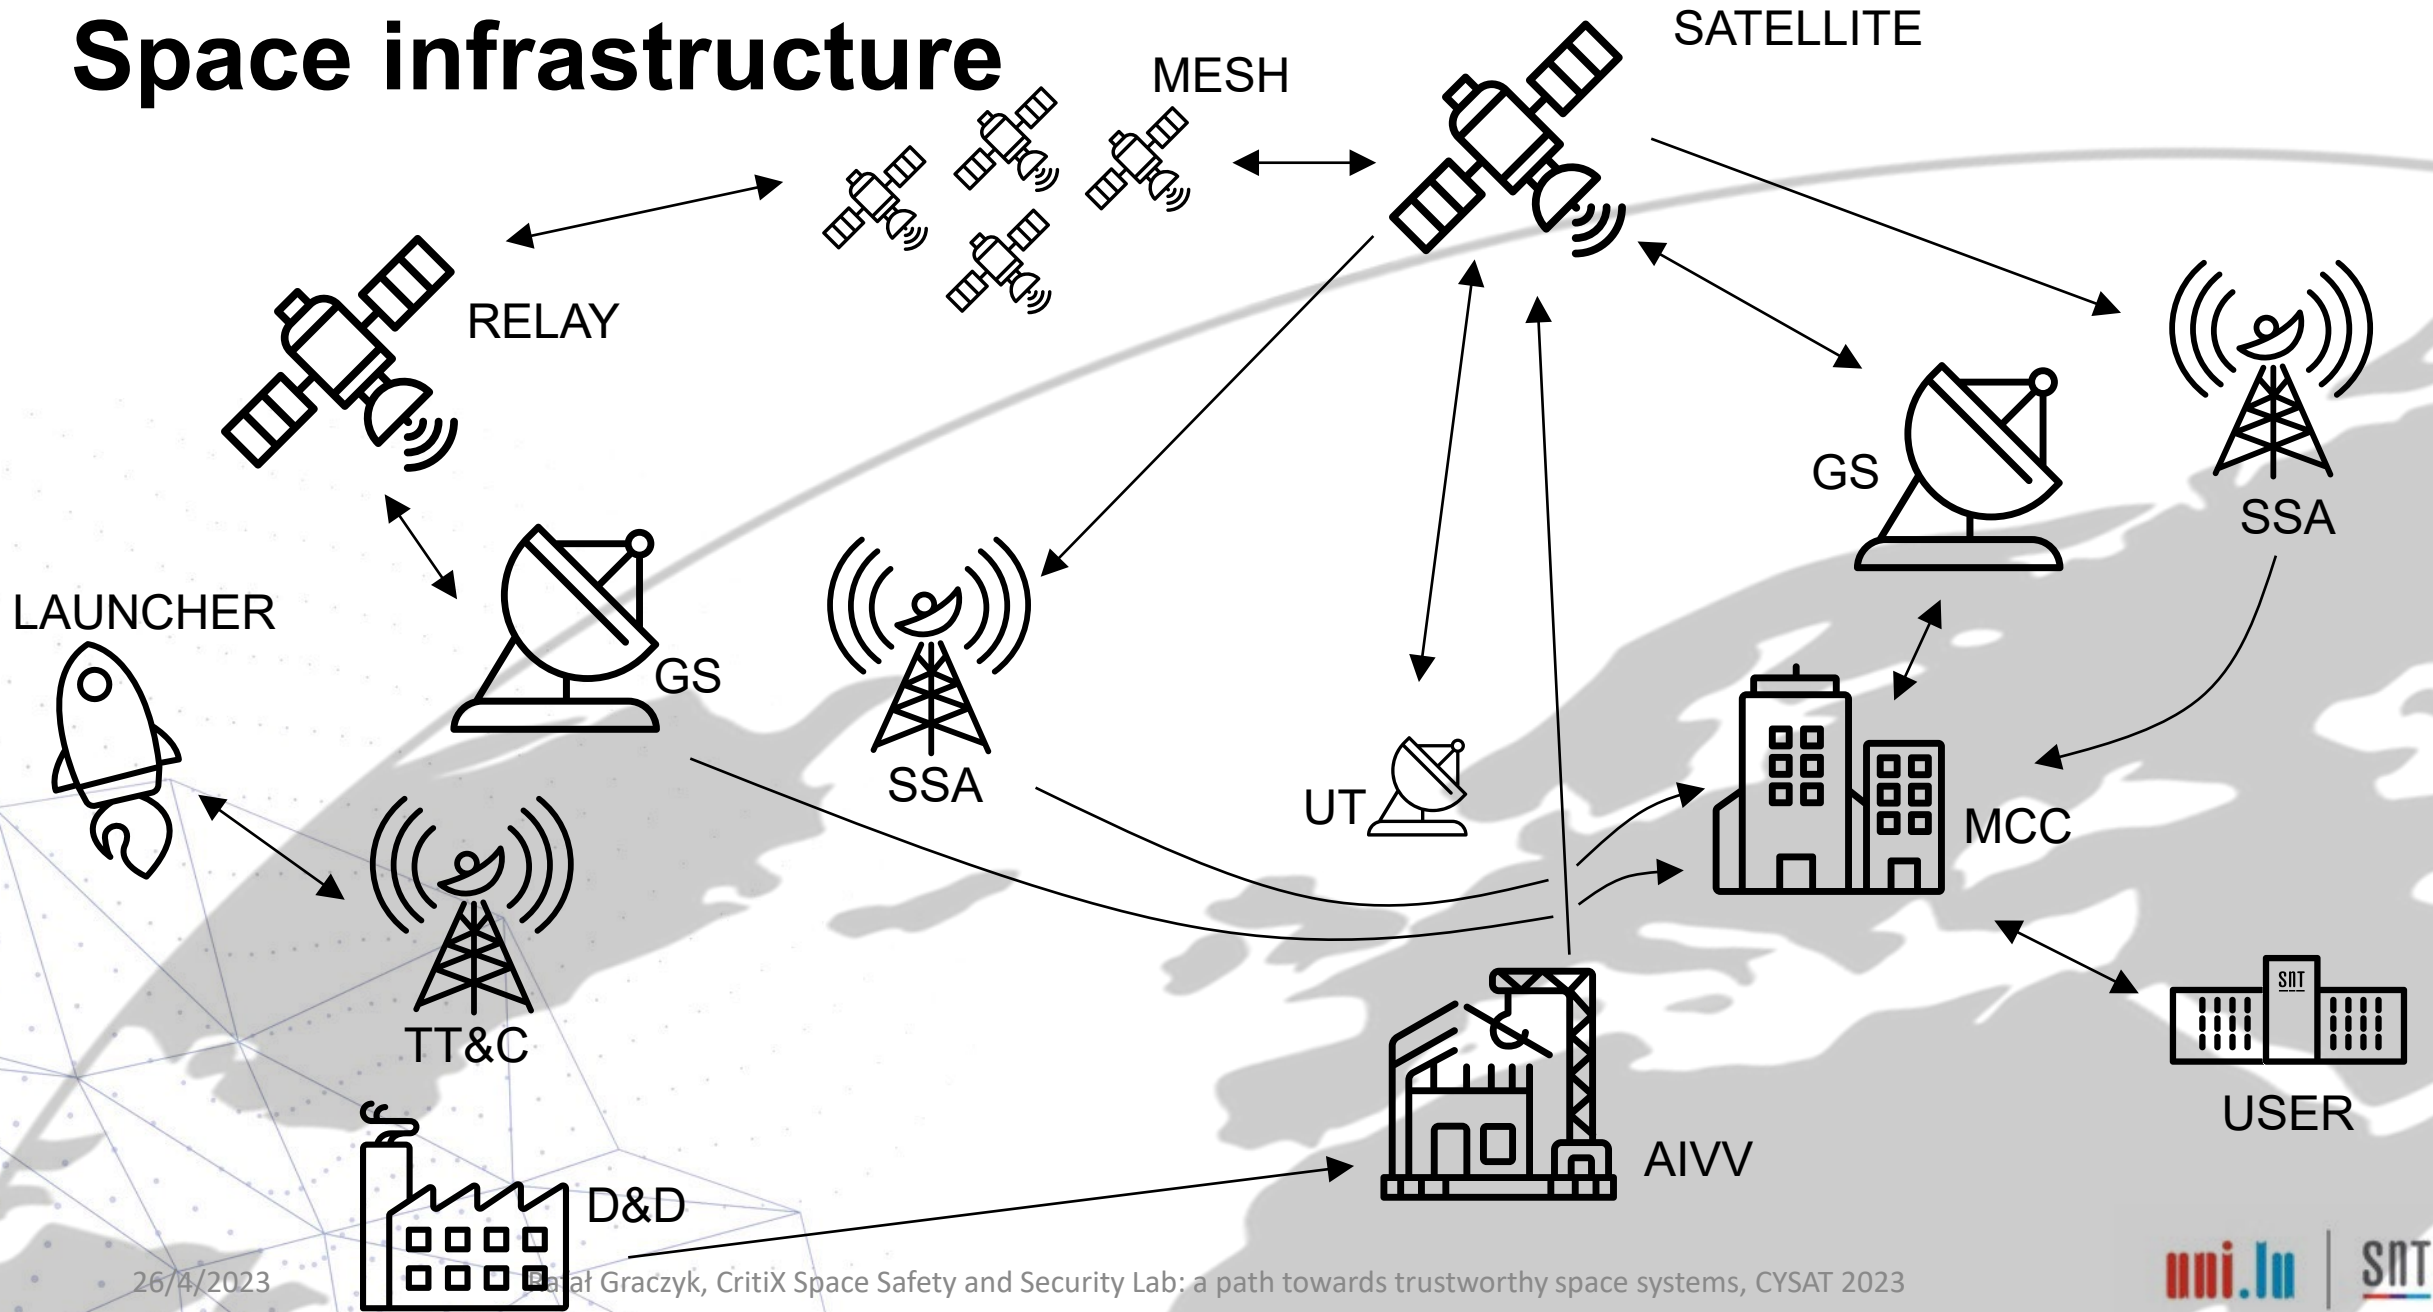 Space infrastructure
SATELLITE
MESH
RELAY
GS
SSA
LAUNCHER
GS
SSA
UT
MCC
TT&C
SNT
USER
AIVV
D&D
26/4/2023
Graczyk, CritiX Space Safety and Security Lab: a path towards trustworthy space systems, CYSAT 2023
uni.lu
SNT